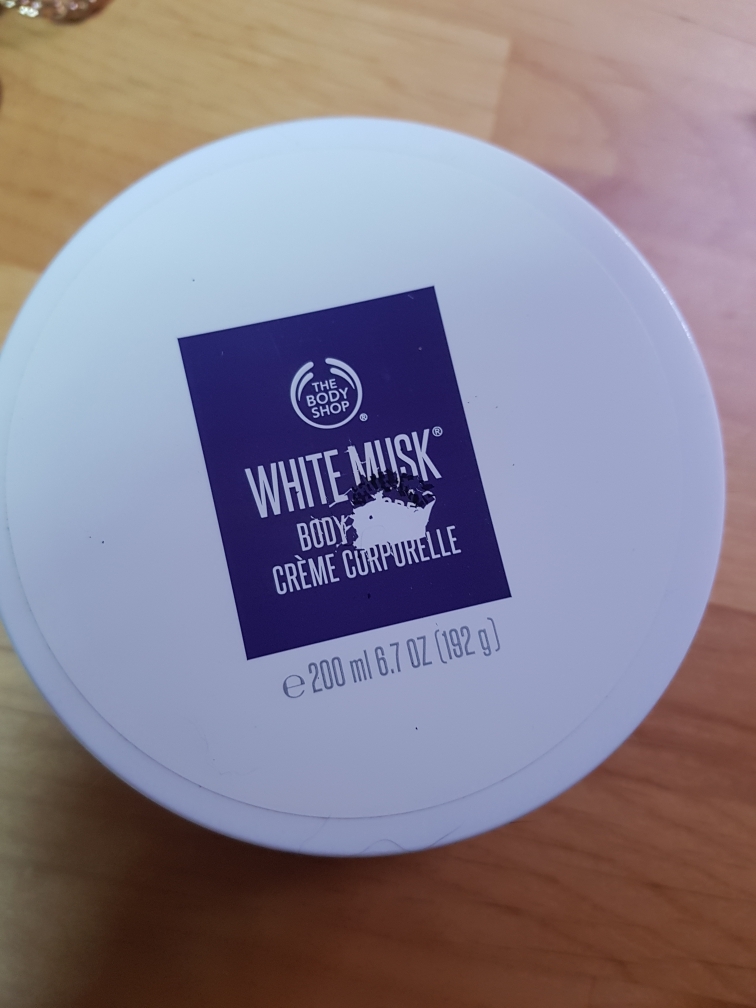 THE
BODY
SHOP®
WHITE MUSK®
BODY
CRÈME CORPORELLE
℮ 200 ml 6.7 OZ (192 g)